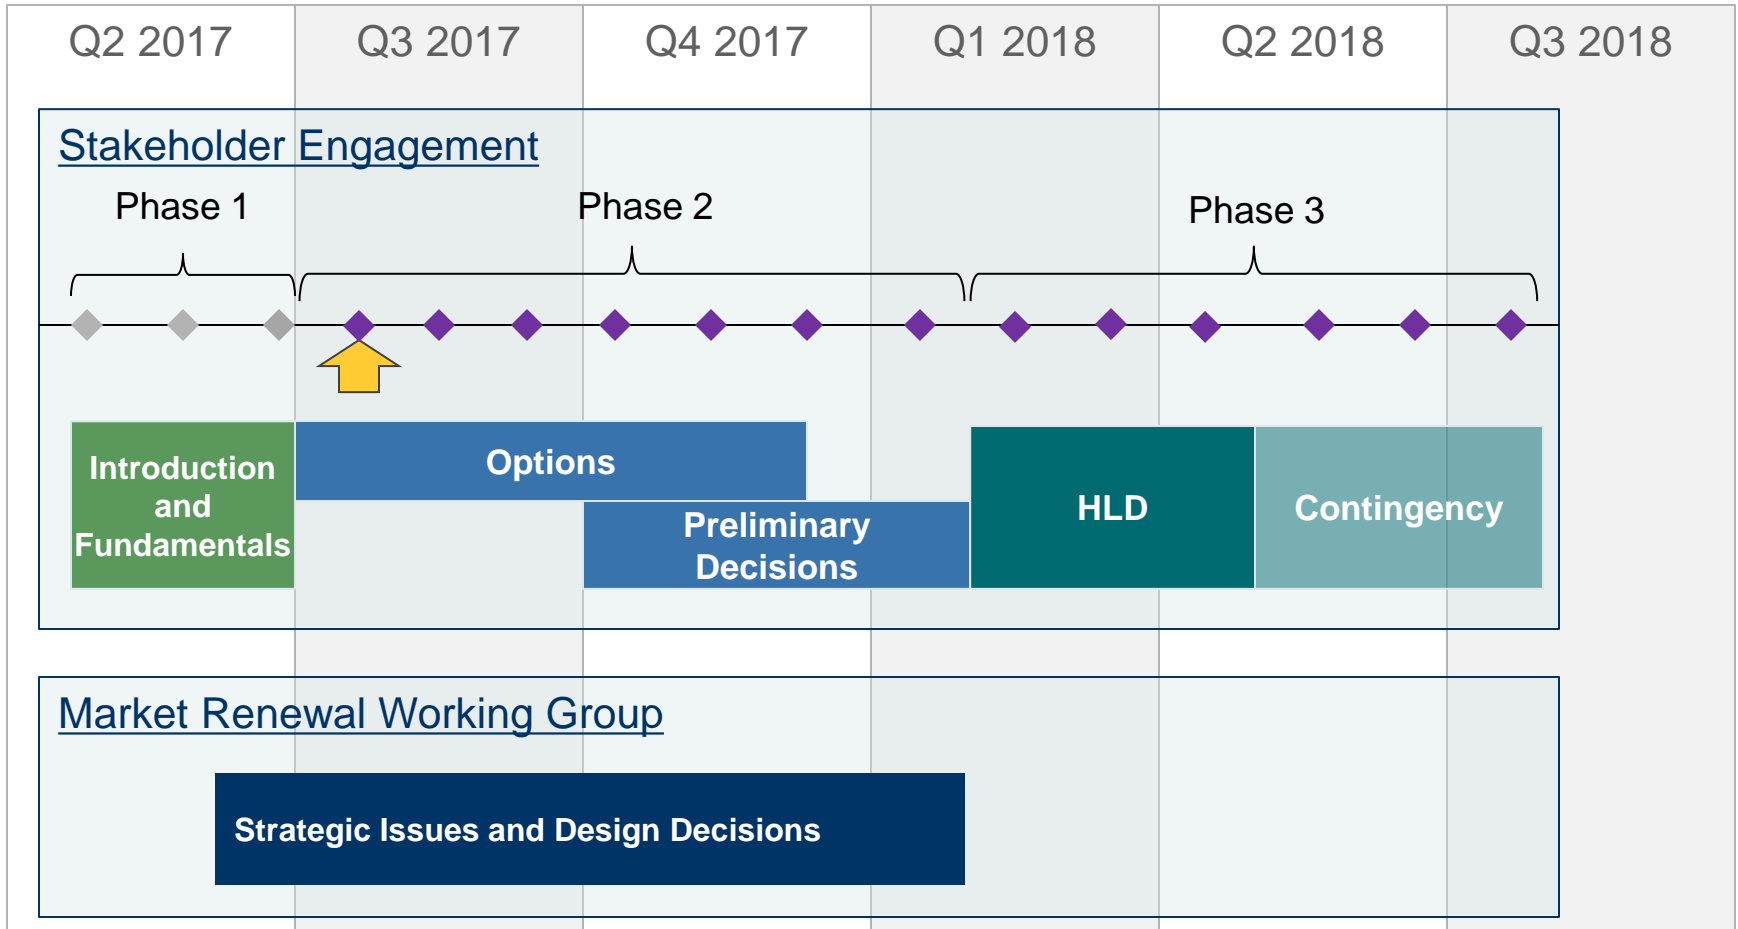 Q2 2017
Q3 2017
Q4 2017
Q1 2018
Q2 2018
Q3 2018
Stakeholder Engagement
Phase 1
Phase 2
Phase 3
Introduction
and
Fundamentals
Options
Preliminary
Decisions
HLD
Contingency
Market Renewal Working Group
Strategic Issues and Design Decisions